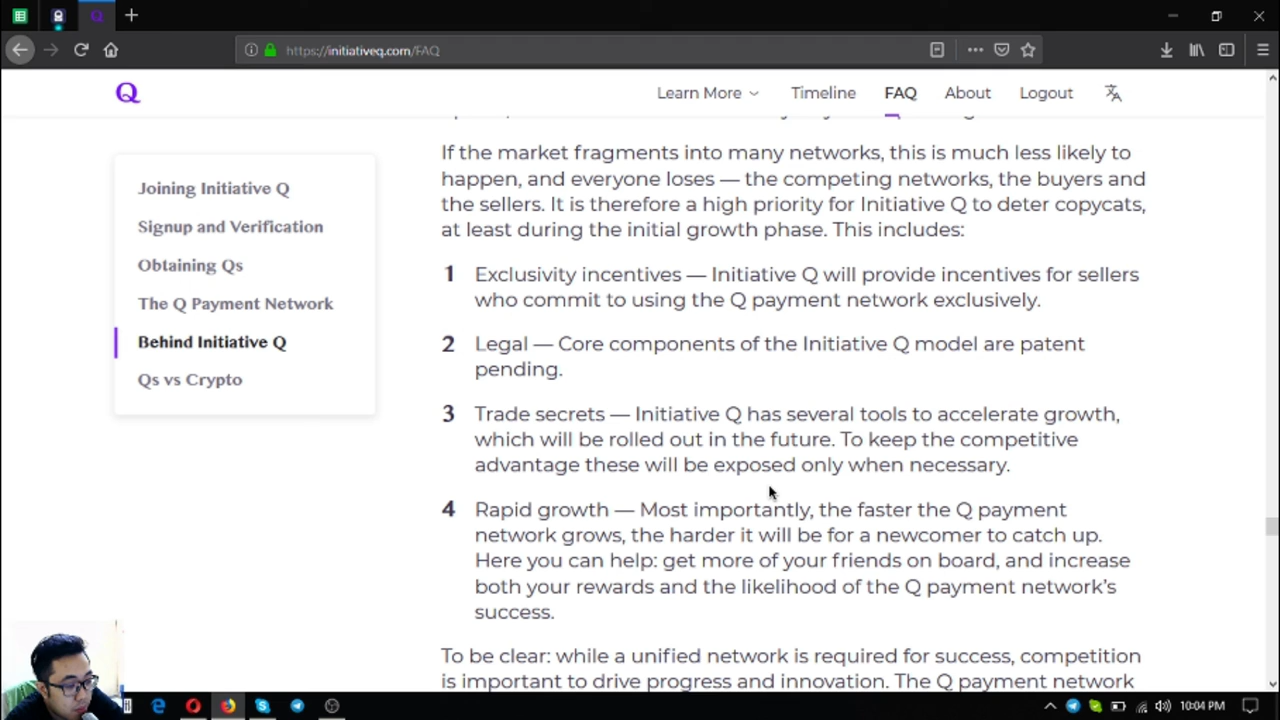 https://initiativeq.com/FAQ
Q
Learn More
Timeline
FAQ
About
Logout
Joining Initiative Q
Signup and Verification
Obtaining Qs
The Q Payment Network
Behind Initiative Q
Qs vs Crypto
If the market fragments into many networks, this is much less likely to
happen, and everyone loses — the competing networks, the buyers and
the sellers. It is therefore a high priority for Initiative Q to deter copycats,
at least during the initial growth phase. This includes:
1 Exclusivity incentives — Initiative Q will provide incentives for sellers
who commit to using the Q payment network exclusively.
2 Legal — Core components of the Initiative Q model are patent
pending.
3 Trade secrets — Initiative Q has several tools to accelerate growth,
which will be rolled out in the future. To keep the competitive
advantage these will be exposed only when necessary.
4 Rapid growth — Most importantly, the faster the Q payment
network grows, the harder it will be for a newcomer to catch up.
Here you can help: get more of your friends on board, and increase
both your rewards and the likelihood of the Q payment network's
success.
To be clear: while a unified network is required for success, competition
is important to drive progress and innovation. The Q payment network
10:04 PM